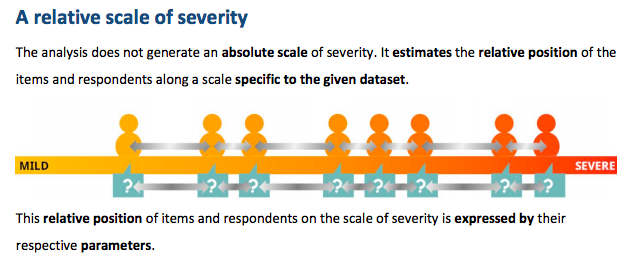 A relative scale of severity
The analysis does not generate an absolute scale of severity. It estimates the relative position of the
items and respondents along a scale specific to the given dataset.
MILD
SEVERE
? ? ? ? ? ? ? ?
This relative position of items and respondents on the scale of severity is expressed by their
respective parameters.